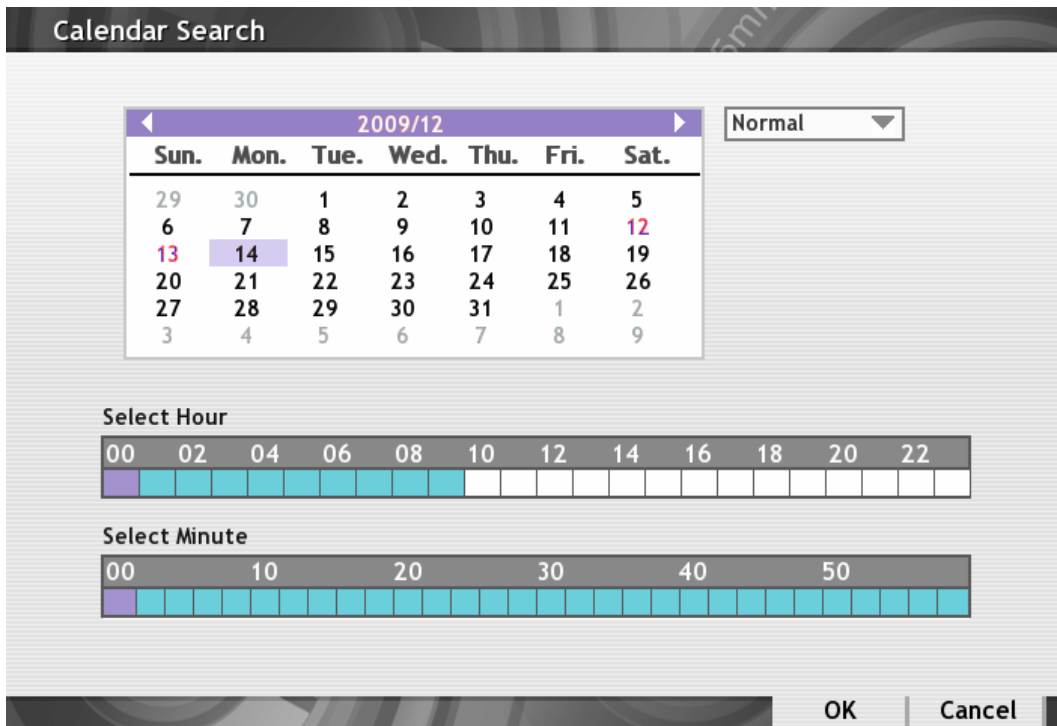 Calendar Search
5mm
2009/12
Normal
Sun. Mon. Tue. Wed. Thu. Fri. Sat.
29 30 1 2 3 4 5
6 7 8 9 10 11 12
13 14 15 16 17 18 19
20 21 22 23 24 25 26
27 28 29 30 31 1 2
3 4 5 6 7 8 9
Select Hour
00 02 04 06 08 10 12 14 16 18 20 22
Select Minute
00 10 20 30 40 50
OK Cancel